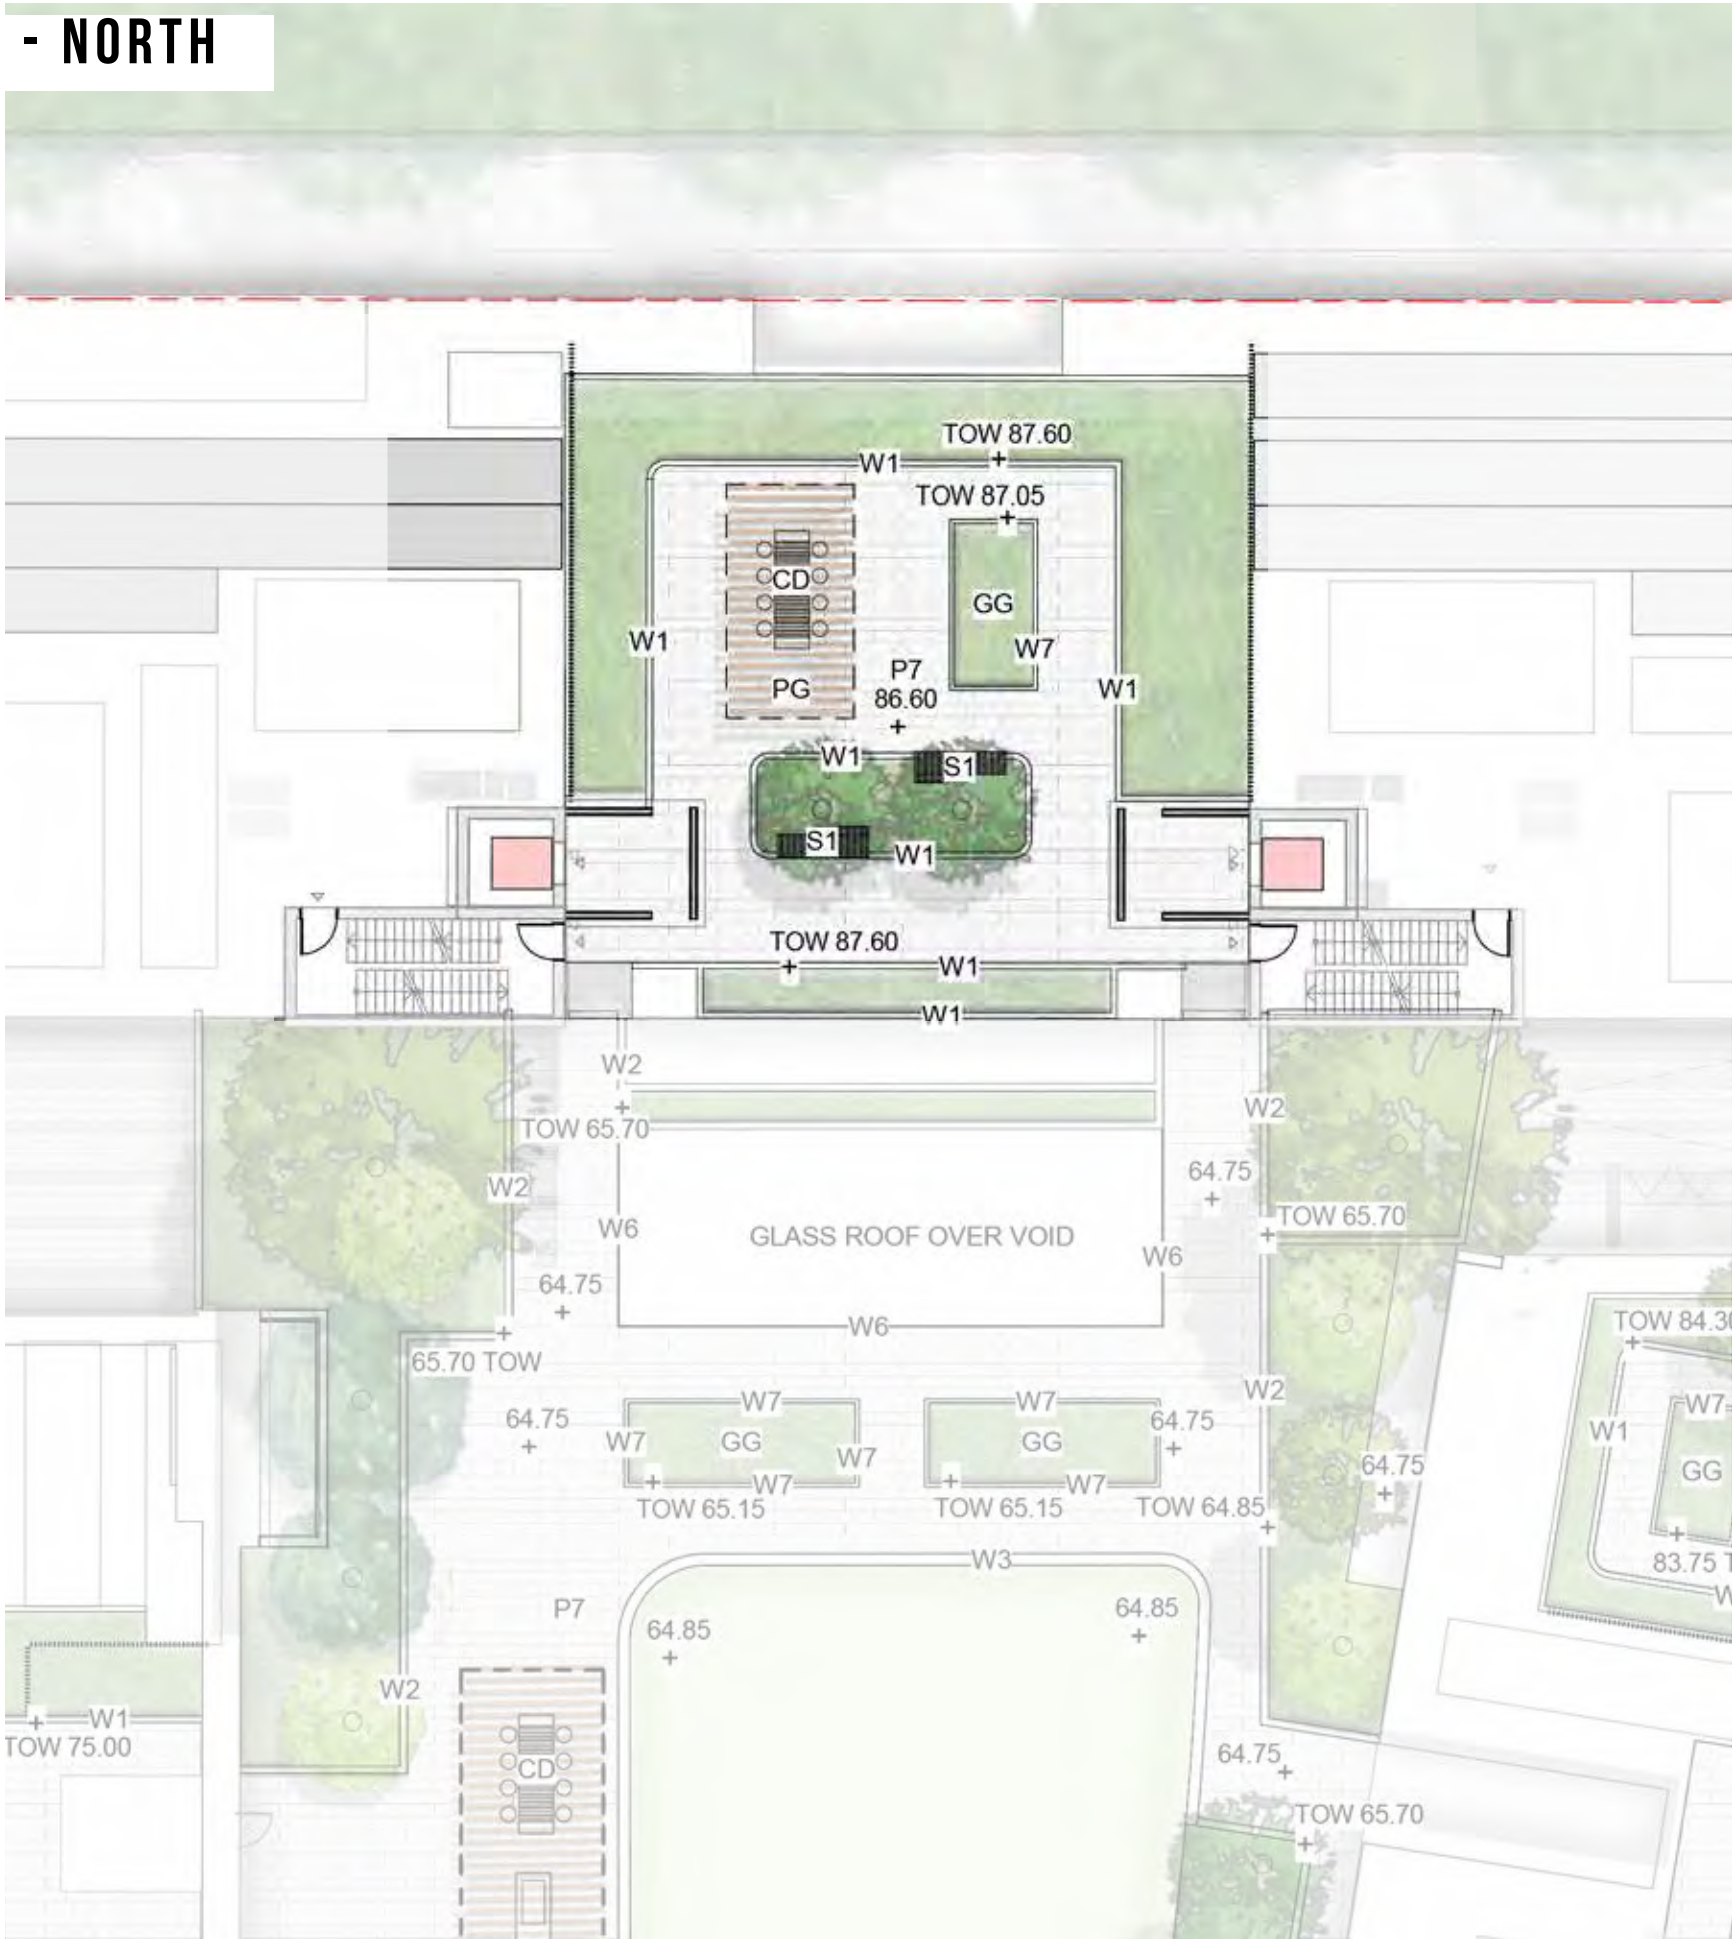 - NORTH
TOW 87.60
W1
TOW 87.05
CD
GG
W1
W7
P7
PG
W1
86.60
W1
S1
S1
W1
TOW 87.60
W1
W1
W2
W2
TOW 65.70
64.75
W2
TOW 65.70
W6
GLASS ROOF OVER VOID
W6
64.75
W6
TOW 84.30
65.70 TOW
W2
W7
W7
W7
64.75
64.75
W1
W7
GG
W7
GG
64.75
GG
W7
W7
TOW 65.15
TOW 65.15
TOW 64.85
W3
83.75 T
W
P7
64.85
64.85
W2
W1
TOW 75.00
64.75
CD
TOW 65.70